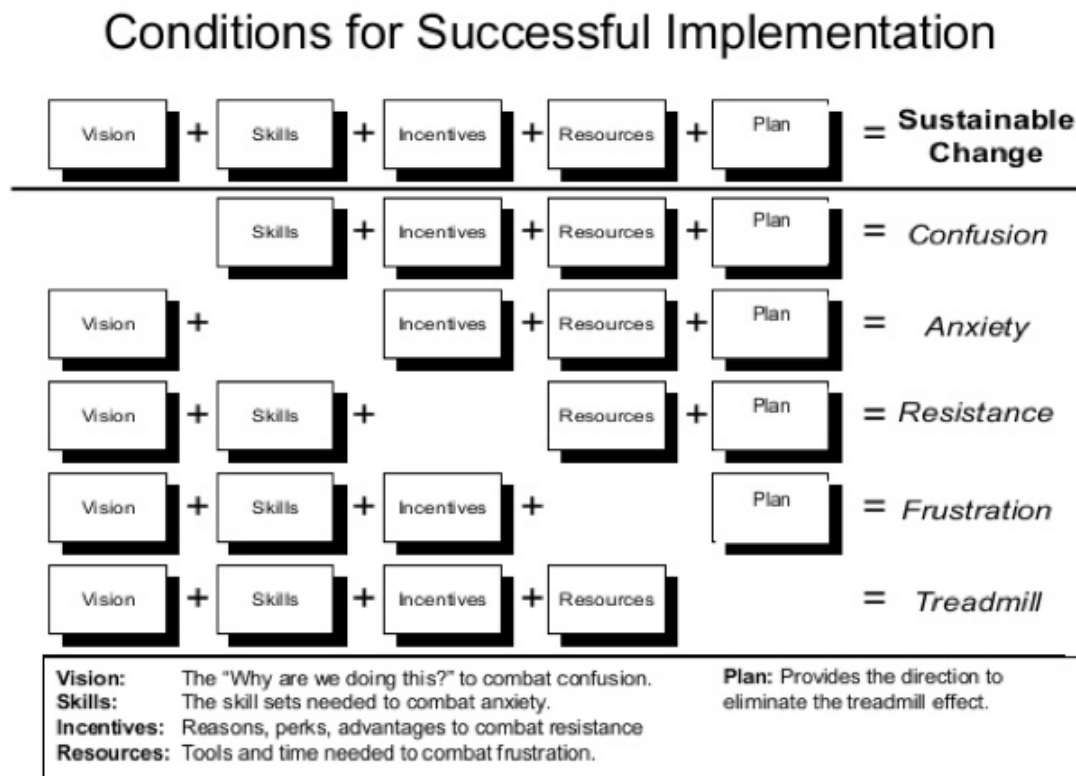 Conditions for Successful Implementation
Vision + Skills + Incentives + Resources + Plan = Sustainable Change
Skills + Incentives + Resources + Plan = Confusion
Vision + Incentives + Resources + Plan = Anxiety
Vision + Skills + Resources + Plan = Resistance
Vision + Skills + Incentives + Plan = Frustration
Vision + Skills + Incentives + Resources = Treadmill
Vision: The “Why are we doing this?” to combat confusion.
Skills: The skill sets needed to combat anxiety.
Incentives: Reasons, perks, advantages to combat resistance
Resources: Tools and time needed to combat frustration.
Plan: Provides the direction to
eliminate the treadmill effect.